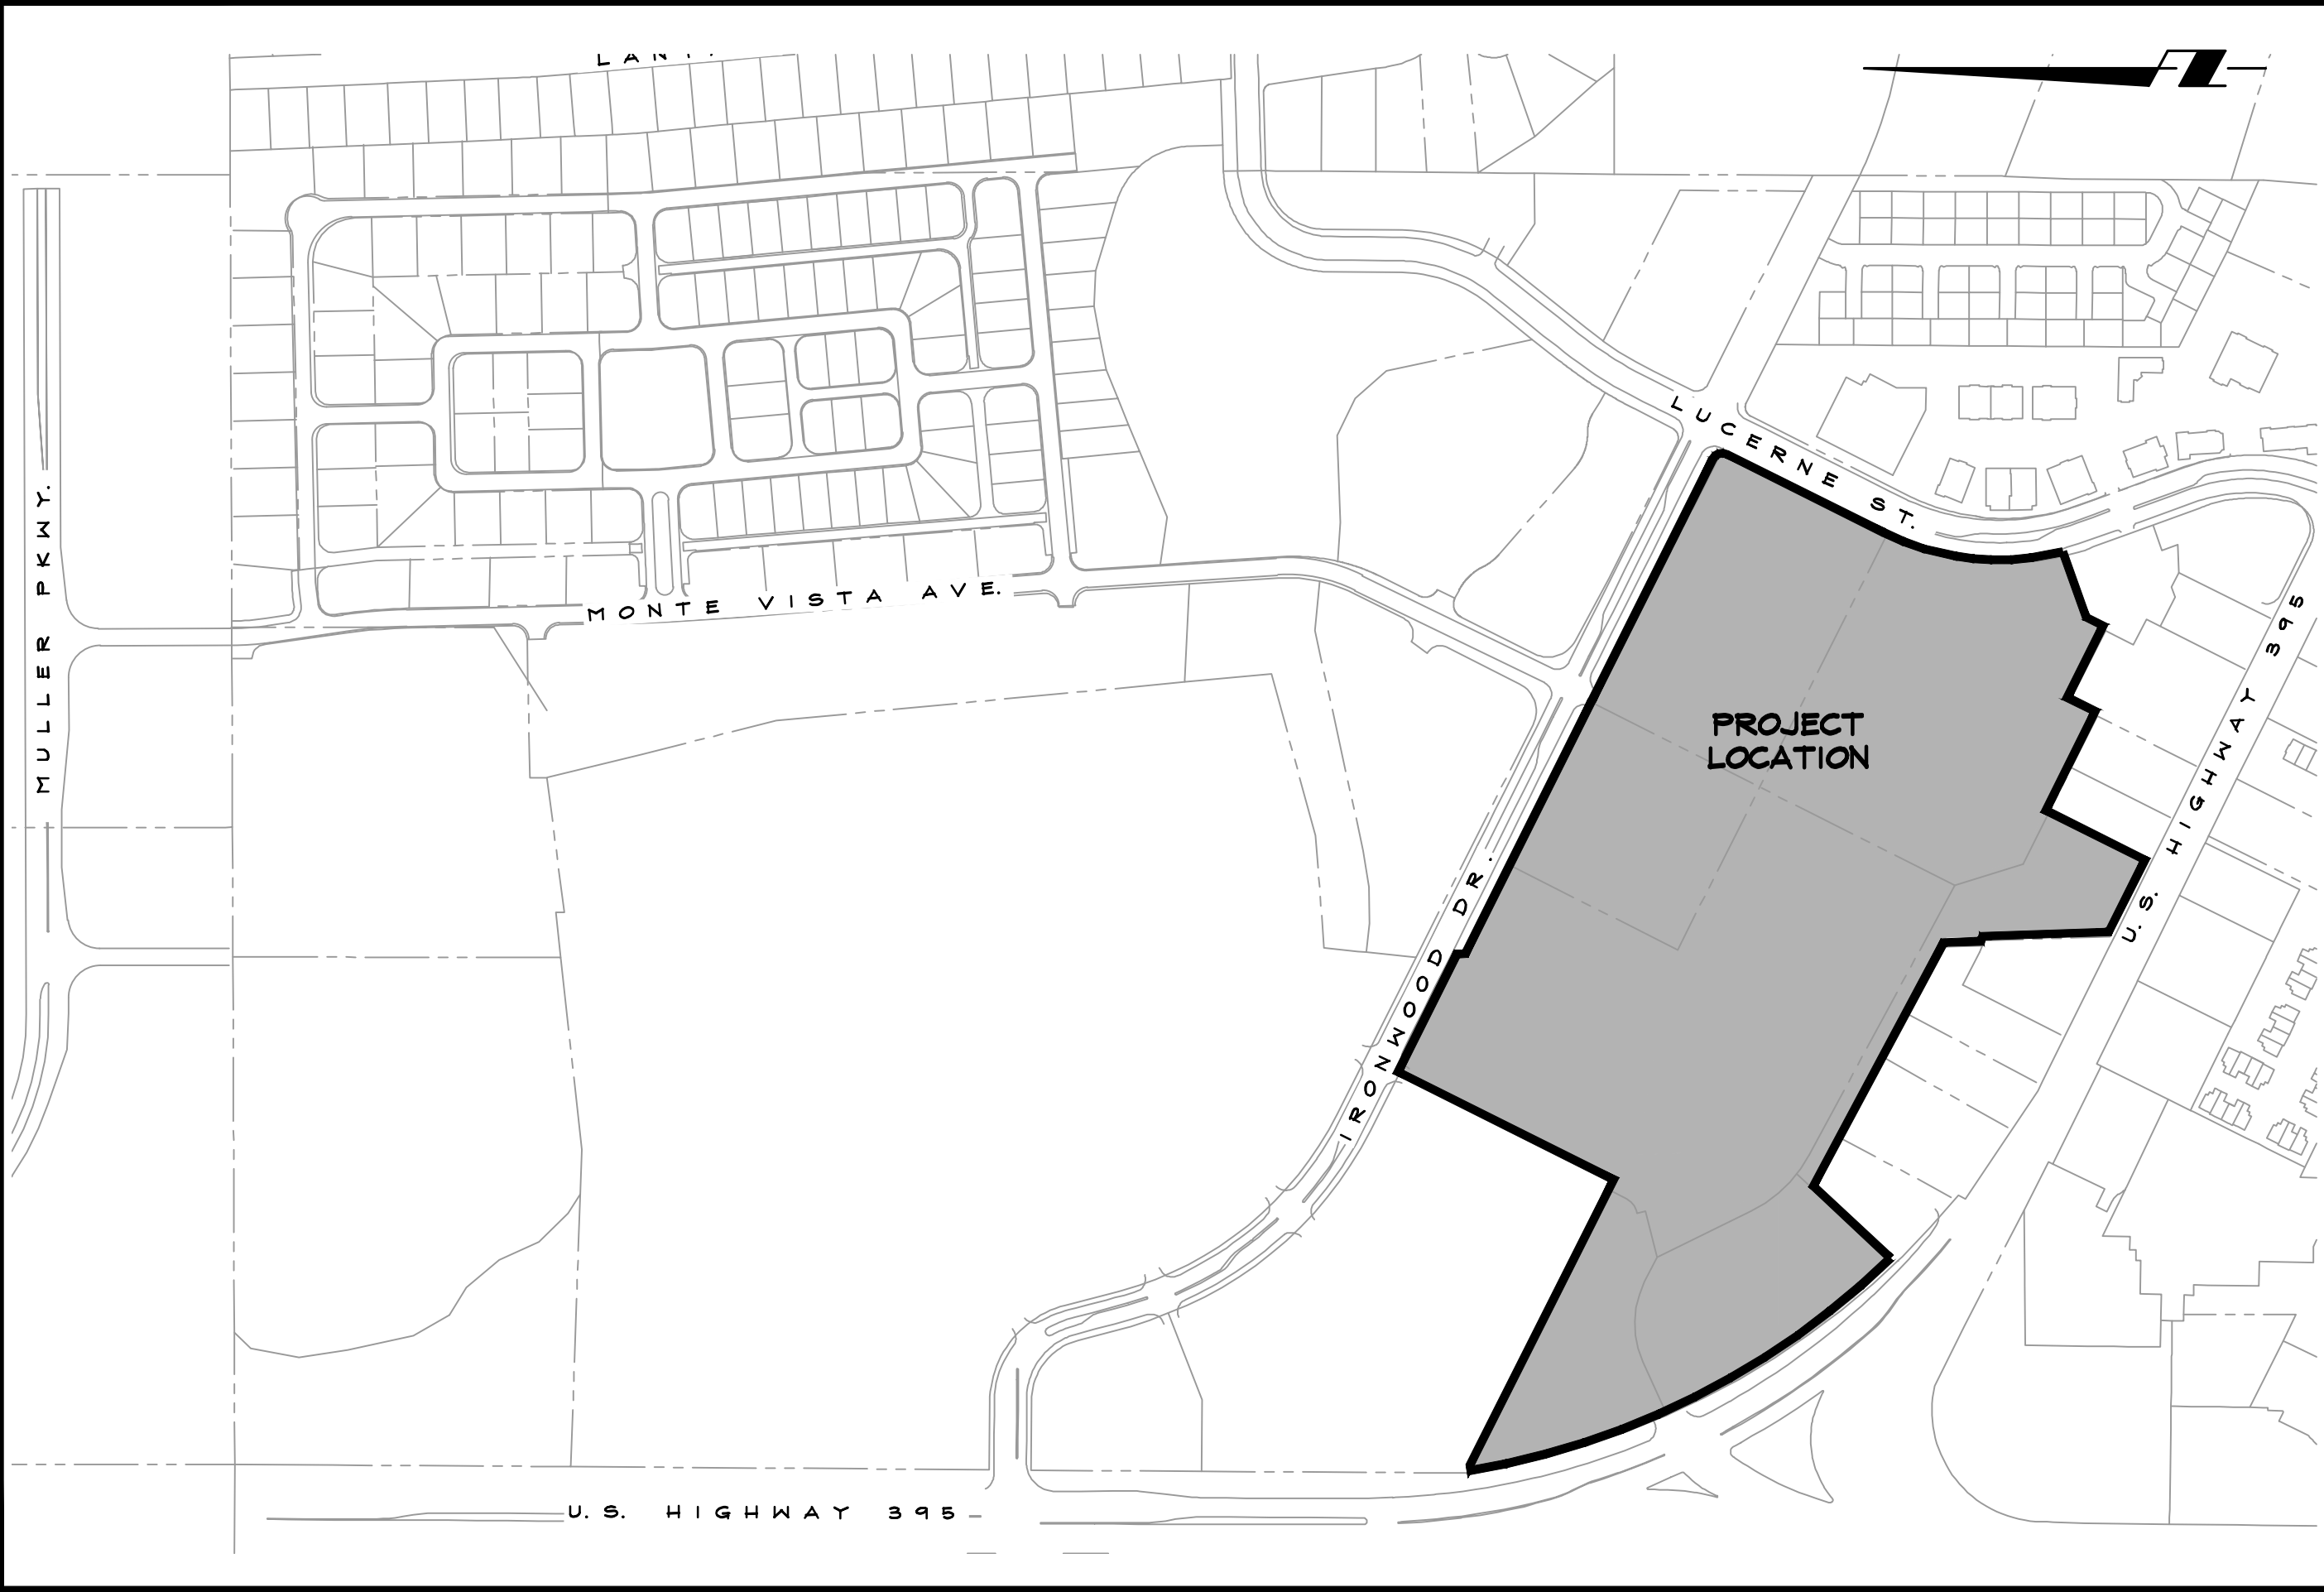 LUCERNE ST.
MULLER PKWY.
MONTE VISTA AVE.
U.S. HIGHWAY 395
PROJECT
LOCATION
IRONWOOD DR.
U.S. HIGHWAY 395